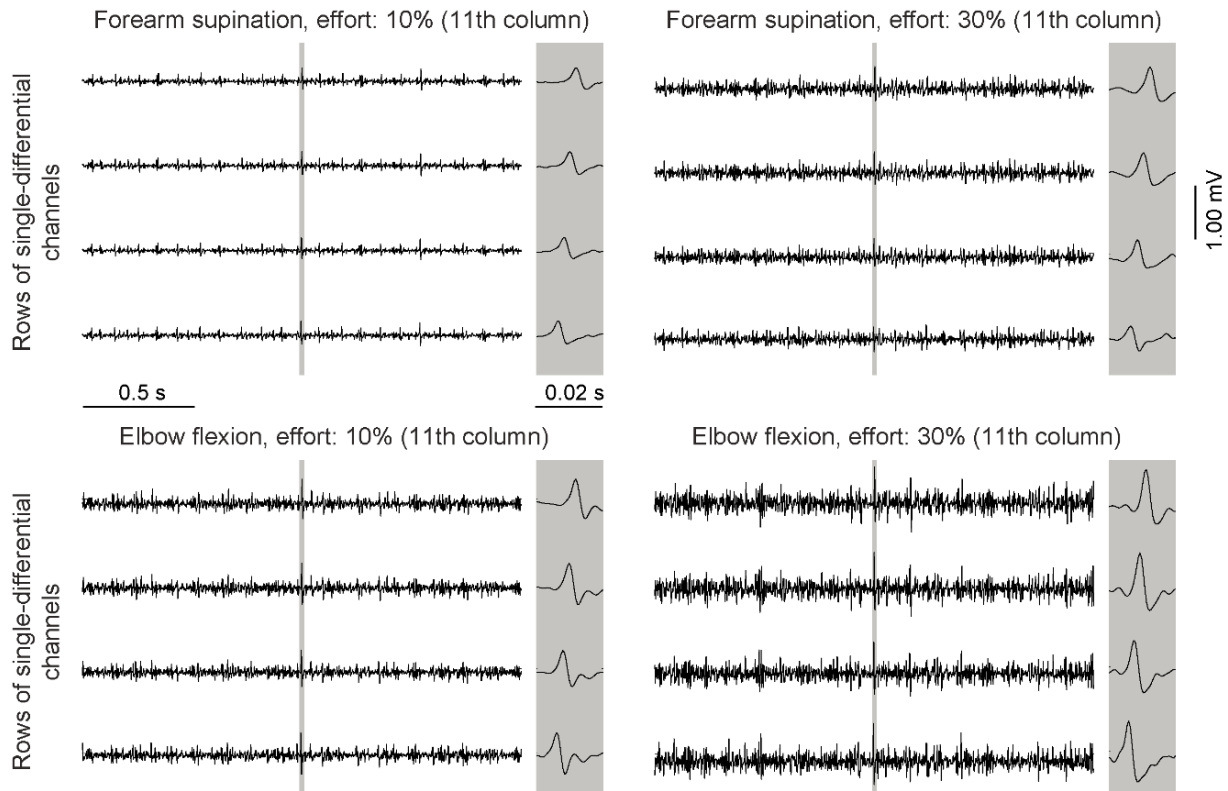 Forearm supination, effort: 10% (11th column)
Forearm supination, effort: 30% (11th column)
Rows of single-differential
channels
1.00 mV
0.5 s
0.02 s
Elbow flexion, effort: 10% (11th column)
Elbow flexion, effort: 30% (11th column)
Rows of single-differential
channels